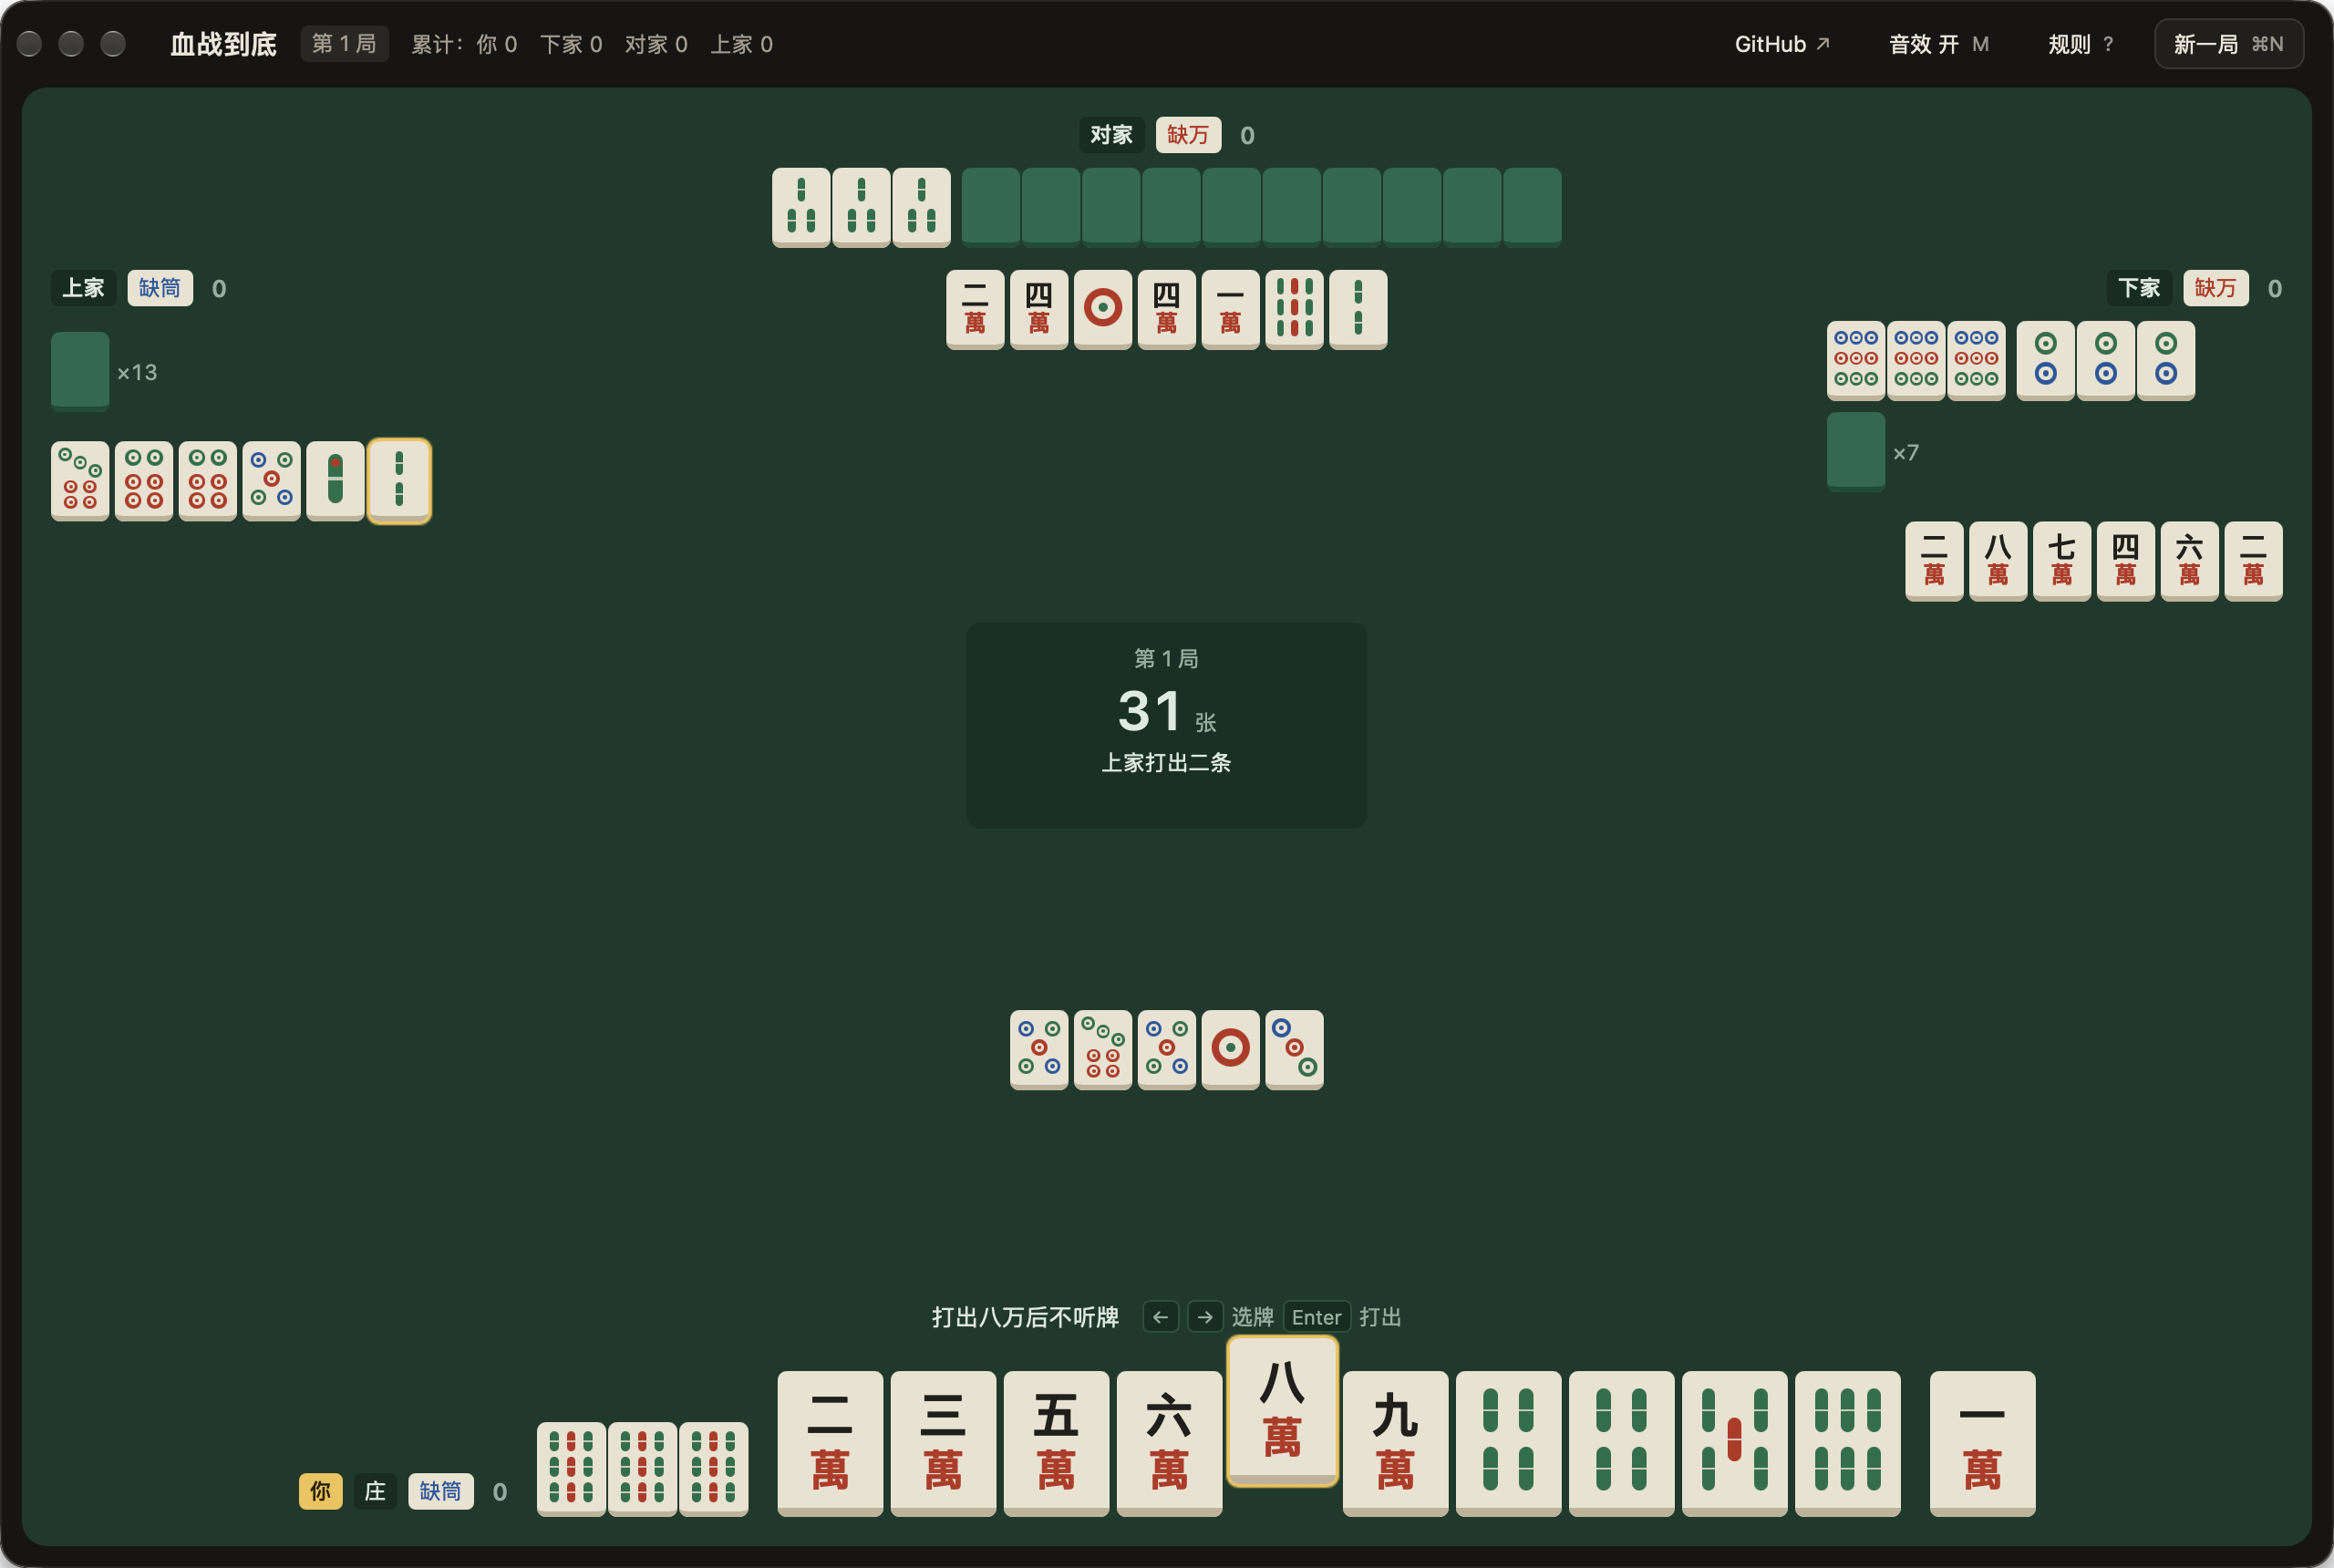 血战到底 第 1 局 累计: 你 0 下家 0 对家 0 上家 0 GitHub ↗ 音效 开 M 规则 ? 新一局 ⌘N
对家 缺万 0
上家 缺筒 0
下家 缺万 0
二萬 四萬 四萬 一萬
×13
×7
二萬 八萬 七萬 四萬 六萬 二萬
第 1 局
31 张
上家打出二条
打出八万后不听牌 ← → 选牌 Enter 打出
二萬 三萬 五萬 六萬 八萬 九萬 一萬
你 庄 缺筒 0